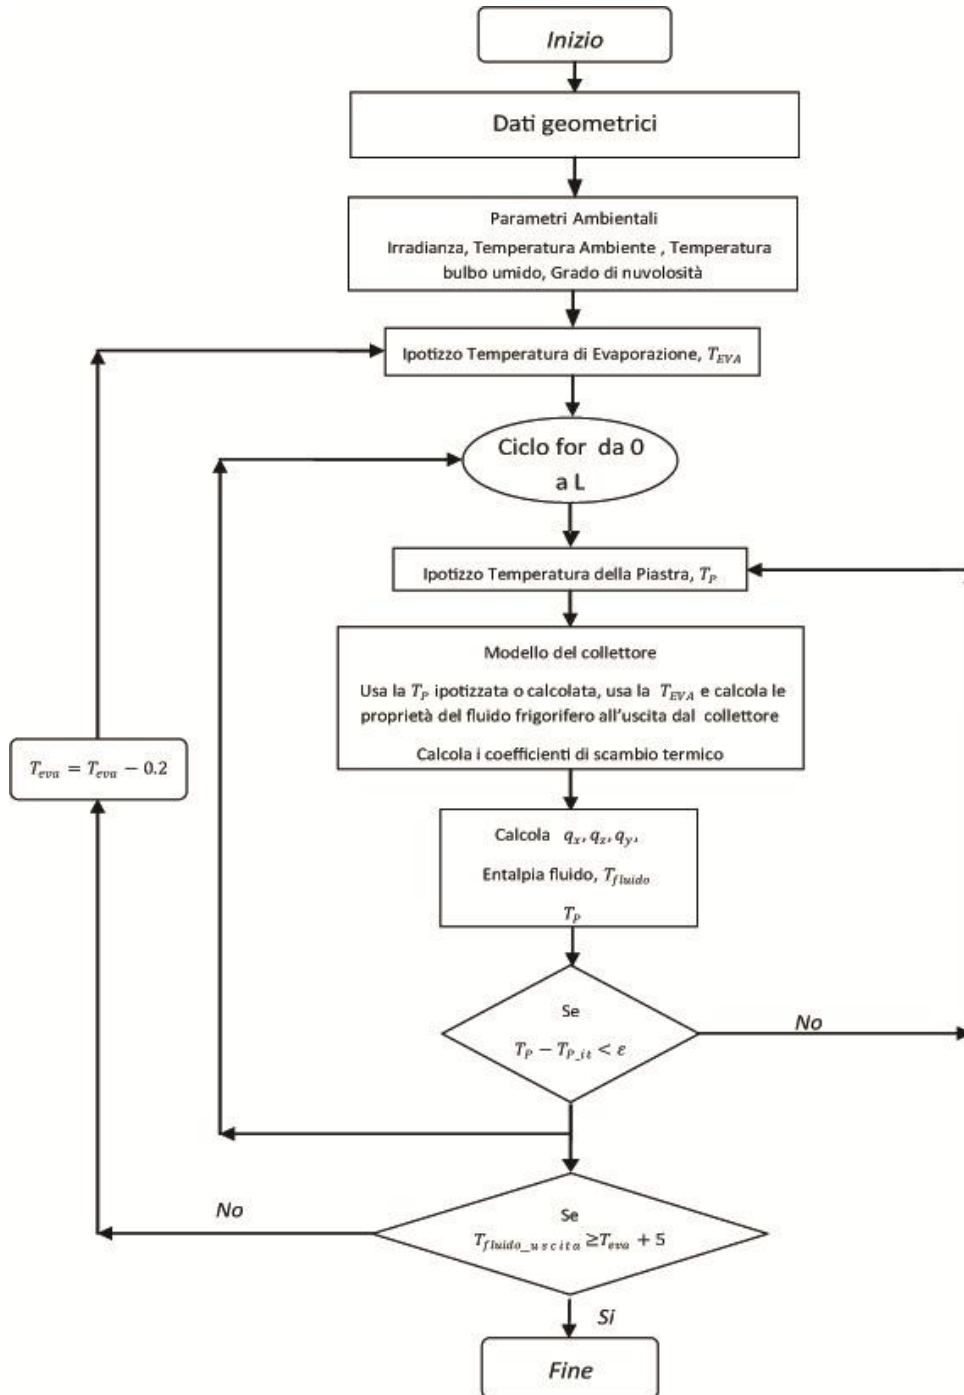 Inizio
Dati geometrici
Parametri Ambientali
Irradianza, Temperatura Ambiente , Temperatura
bulbo umido, Grado di nuvolosità
Ipotizzo Temperatura di Evaporazione, T_EVA
Ciclo for da 0
a L
Ipotizzo Temperatura della Piastra, T_P
Modello del collettore
Usa la T_P ipotizzata o calcolata, usa la T_EVA e calcola le
proprietà del fluido frigorifero all'uscita dal collettore
Calcola i coefficienti di scambio termico
T_eva = T_eva − 0.2
Calcola q_x, q_z, q_y,
Entalpia fluido, T_fluido
T_P
Se
T_P − T_P_it < ε
No
No
Se
T_fluido_uscita ≥T_eva + 5
Si
Fine